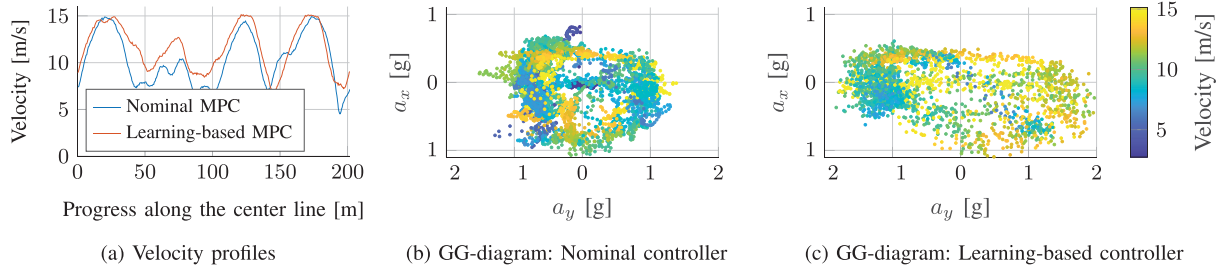 15
10
5
0
Velocity [m/s]
Nominal MPC
Learning-based MPC
0 50 100 150 200
Progress along the center line [m]
(a) Velocity profiles
1
0
1
a_x [g]
2 1 0 1 2
a_y [g]
(b) GG-diagram: Nominal controller
1
0
1
a_x [g]
2 1 0 1 2
a_y [g]
(c) GG-diagram: Learning-based controller
15
10
5
Velocity [m/s]